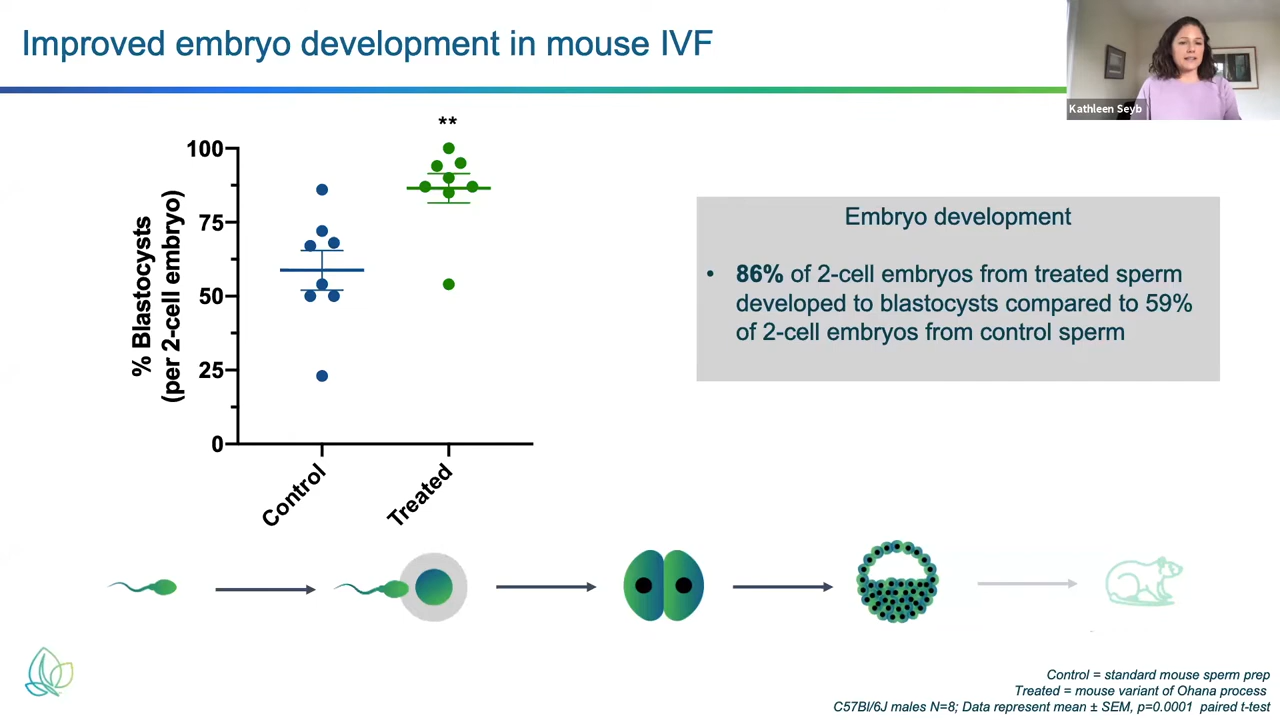 Improved embryo development in mouse IVF
Kathleen Seyb
**
100
75
50
25
0
% Blastocysts
(per 2-cell embryo)
Control
Treated
Embryo development
• 86% of 2-cell embryos from treated sperm
developed to blastocysts compared to 59%
of 2-cell embryos from control sperm
Control = standard mouse sperm prep
Treated = mouse variant of Ohana process
C57Bl/6J males N=8; Data represent mean ± SEM, p=0.0001 paired t-test